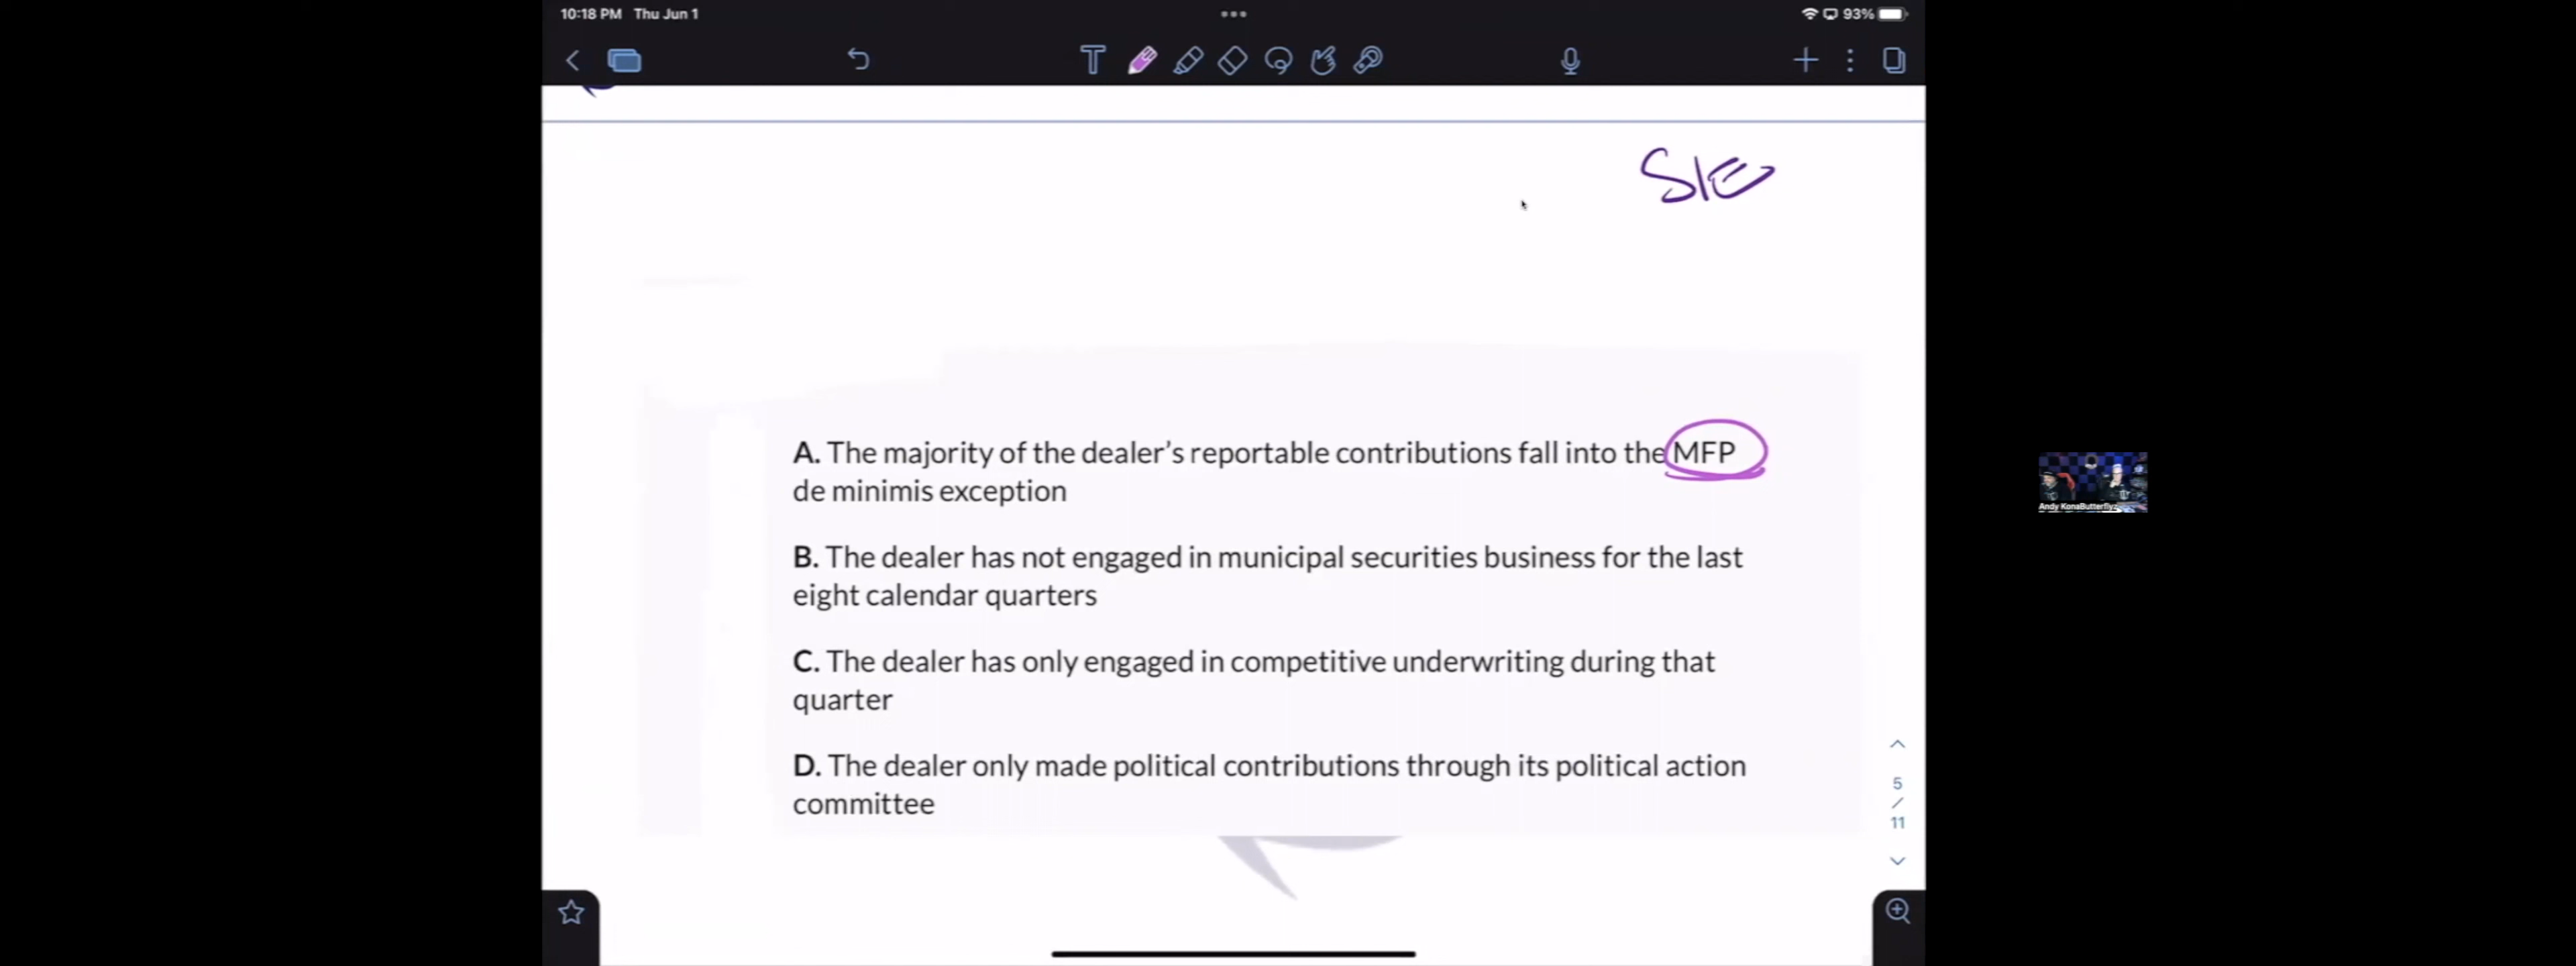 10:18 PM Thu Jun 1
93%
SIE
A. The majority of the dealer's reportable contributions fall into the MFP
de minimis exception
B. The dealer has not engaged in municipal securities business for the last
eight calendar quarters
C. The dealer has only engaged in competitive underwriting during that
quarter
D. The dealer only made political contributions through its political action
committee
5
/
11
Andy KonaButterflyz